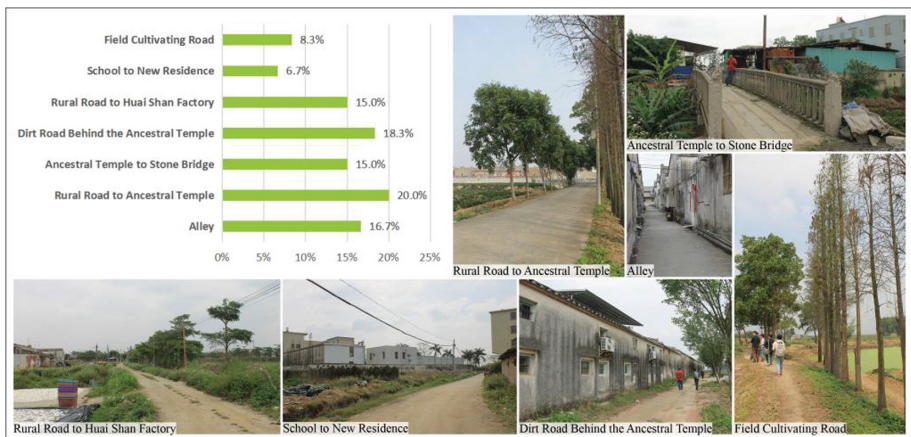 Field Cultivating Road
8.3%
School to New Residence
6.7%
Rural Road to Huai Shan Factory
15.0%
Dirt Road Behind the Ancestral Temple
18.3%
Ancestral Temple to Stone Bridge
15.0%
Rural Road to Ancestral Temple
20.0%
Alley
16.7%
0% 5% 10% 15% 20% 25%
Rural Road to Ancestral Temple
Ancestral Temple to Stone Bridge
Alley
Rural Road to Huai Shan Factory
School to New Residence
Dirt Road Behind the Ancestral Temple
Field Cultivating Road